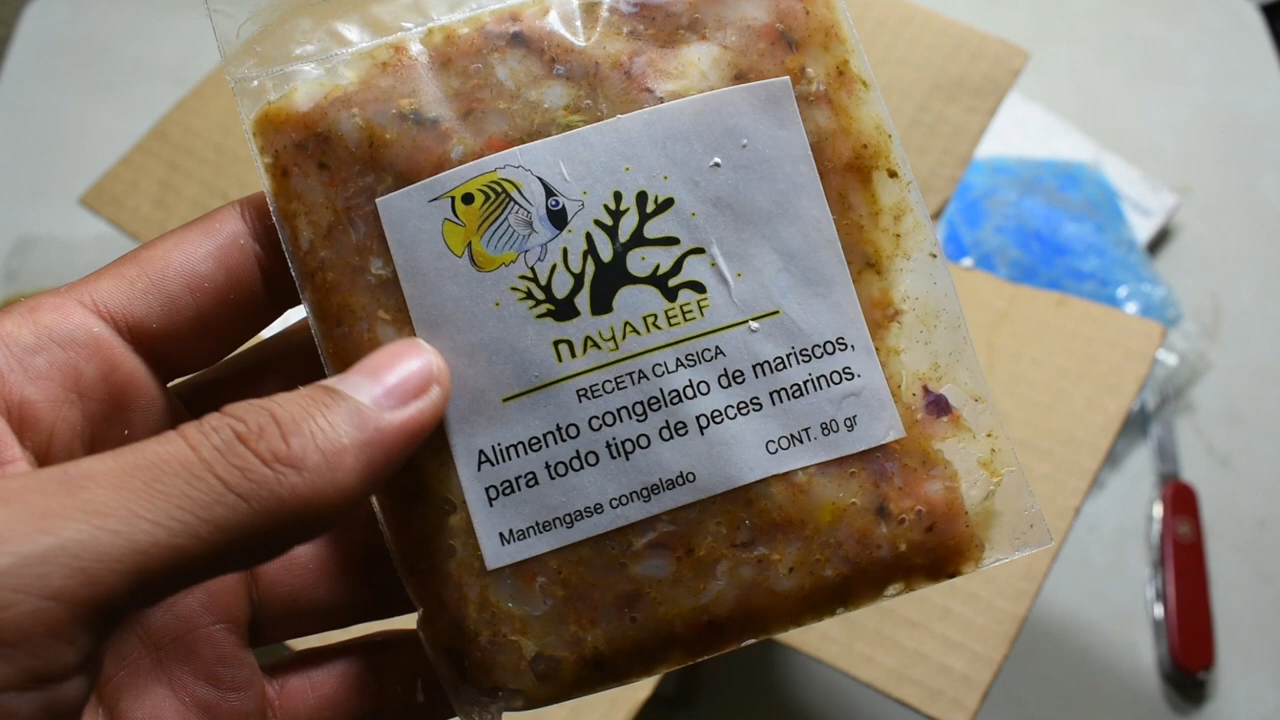 NAYAREEF
RECETA CLASICA
Alimento congelado de mariscos,
para todo tipo de peces marinos.
CONT. 80 gr
Mantengase congelado